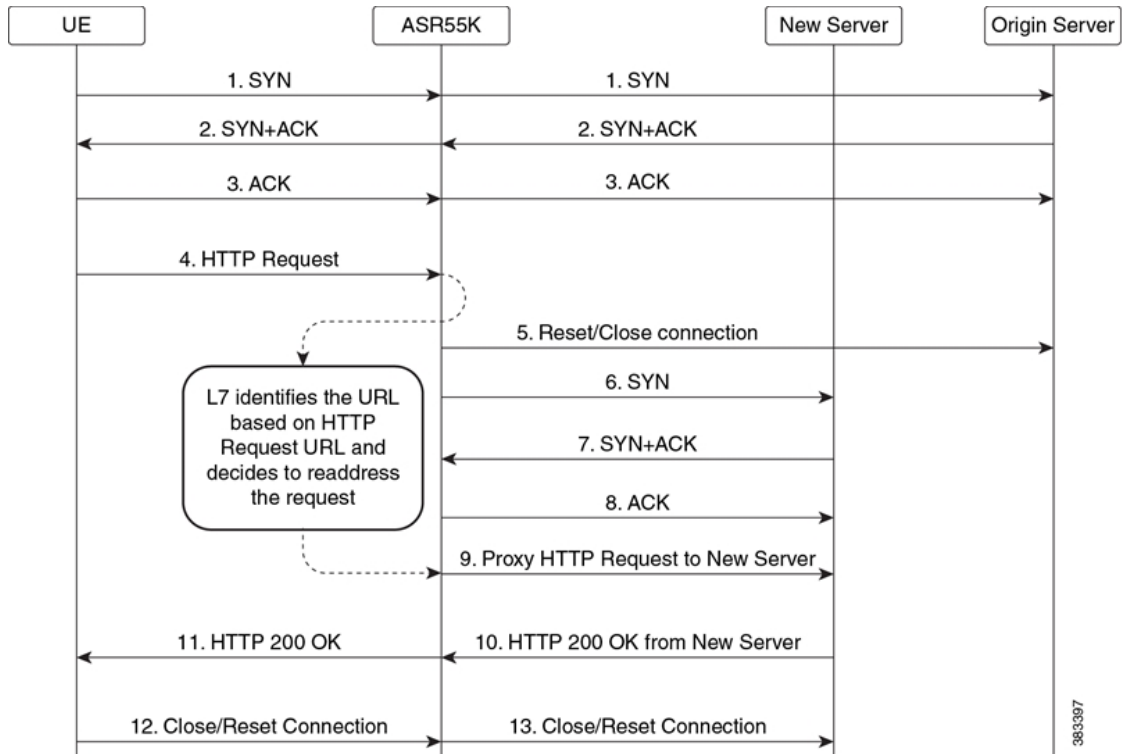 UE
ASR55K
New Server
Origin Server
1. SYN
1. SYN
2. SYN+ACK
2. SYN+ACK
3. ACK
3. ACK
4. HTTP Request
5. Reset/Close connection
L7 identifies the URL
based on HTTP
Request URL and
decides to readdress
the request
6. SYN
7. SYN+ACK
8. ACK
9. Proxy HTTP Request to New Server
11. HTTP 200 OK
10. HTTP 200 OK from New Server
12. Close/Reset Connection
13. Close/Reset Connection
383397